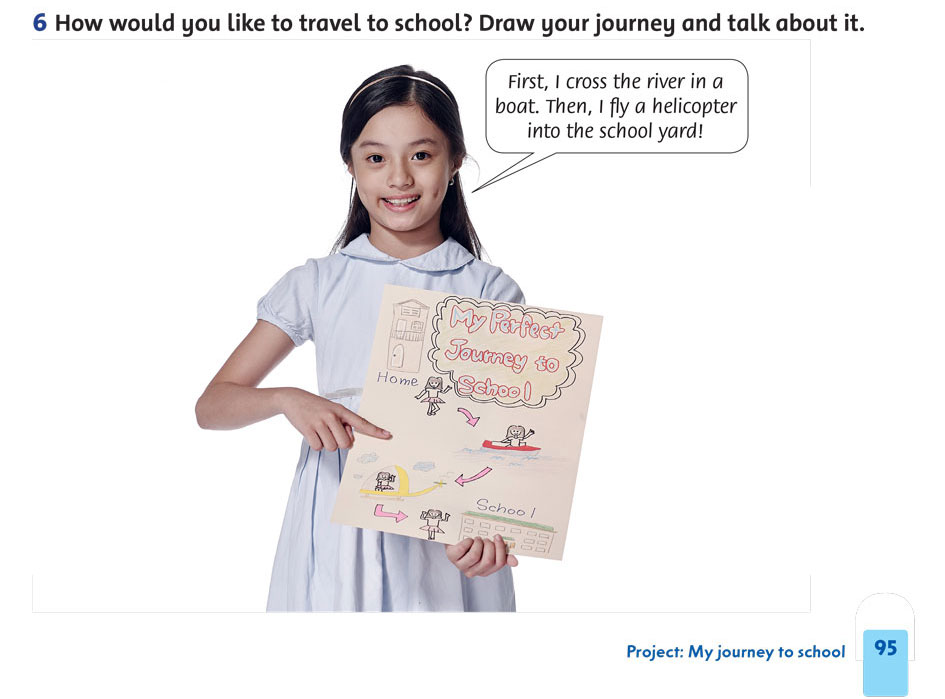 6 How would you like to travel to school? Draw your journey and talk about it.
First, I cross the river in a
boat. Then, I fly a helicopter
into the school yard!
My Perfect
Journey to
School
Home
School
Project: My journey to school
95